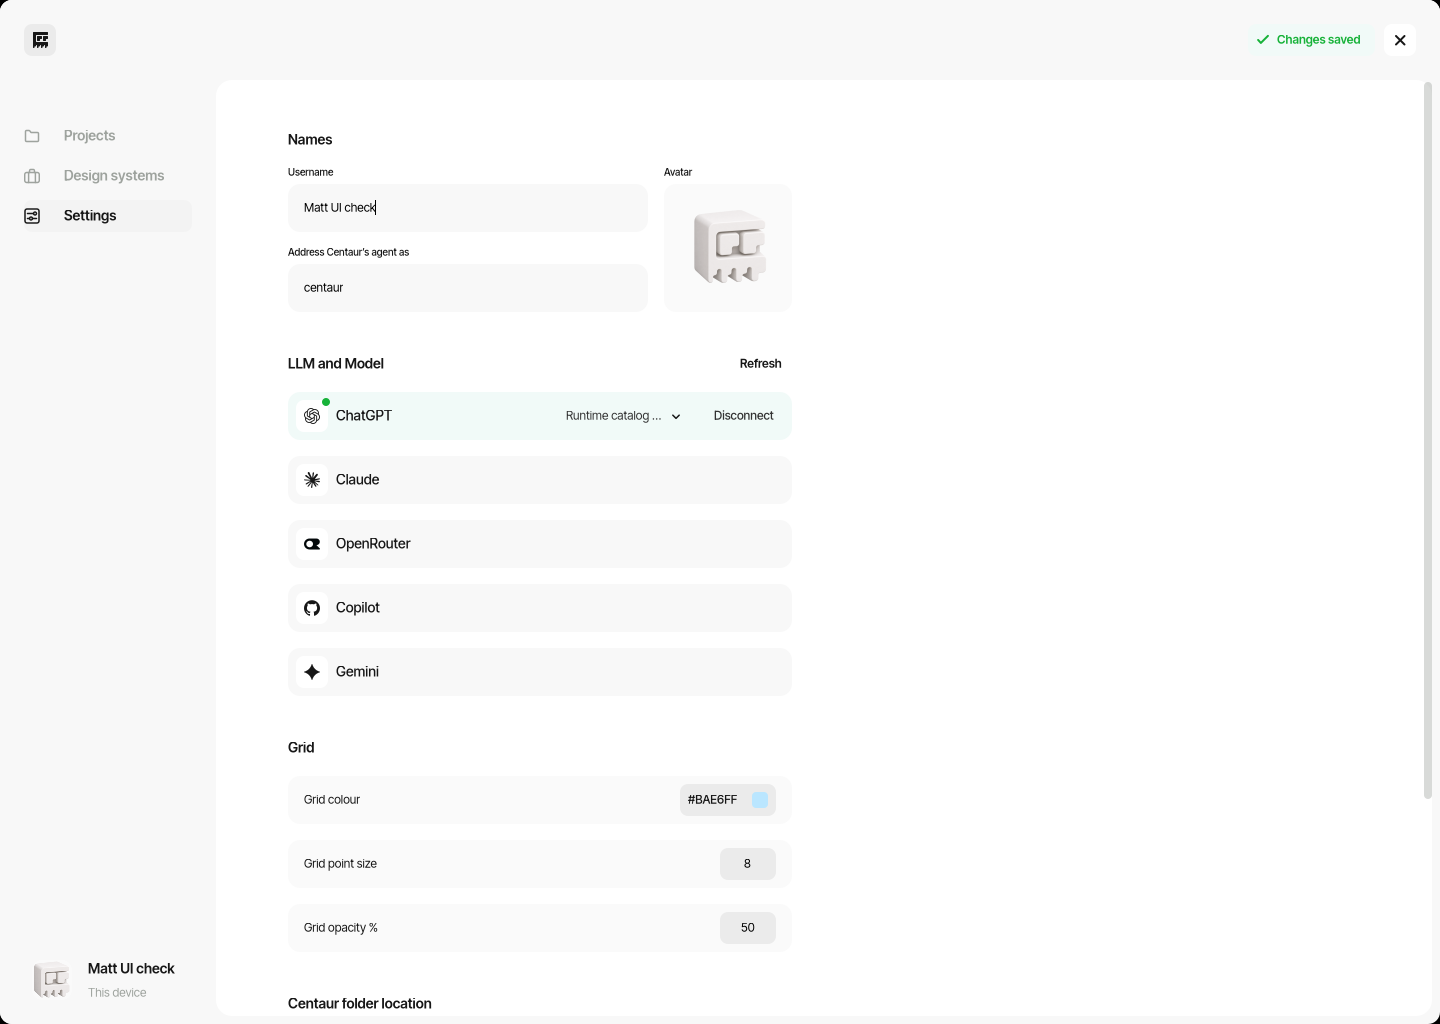 Changes saved
Projects
Design systems
Settings
Names
Username
Avatar
Matt UI check
Address Centaur's agent as
centaur
LLM and Model
Refresh
ChatGPT
Runtime catalog ...
Disconnect
Claude
OpenRouter
Copilot
Gemini
Grid
Grid colour
#BAE6FF
Grid point size
8
Grid opacity %
50
Centaur folder location
Matt UI check
This device